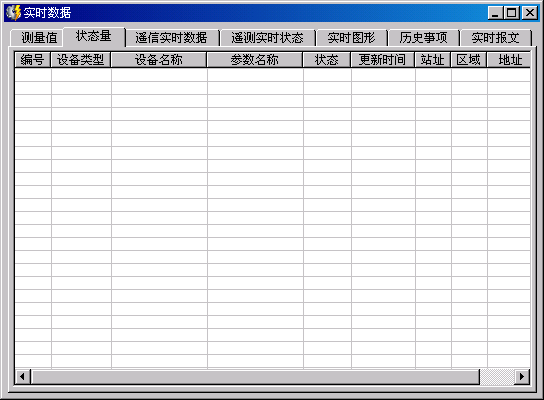 实时数据
测量值 状态量 遥信实时数据 遥测实时状态 实时图形 历史事项 实时报文
编号 设备类型 设备名称 参数名称 状态 更新时间 站址 区域 地址